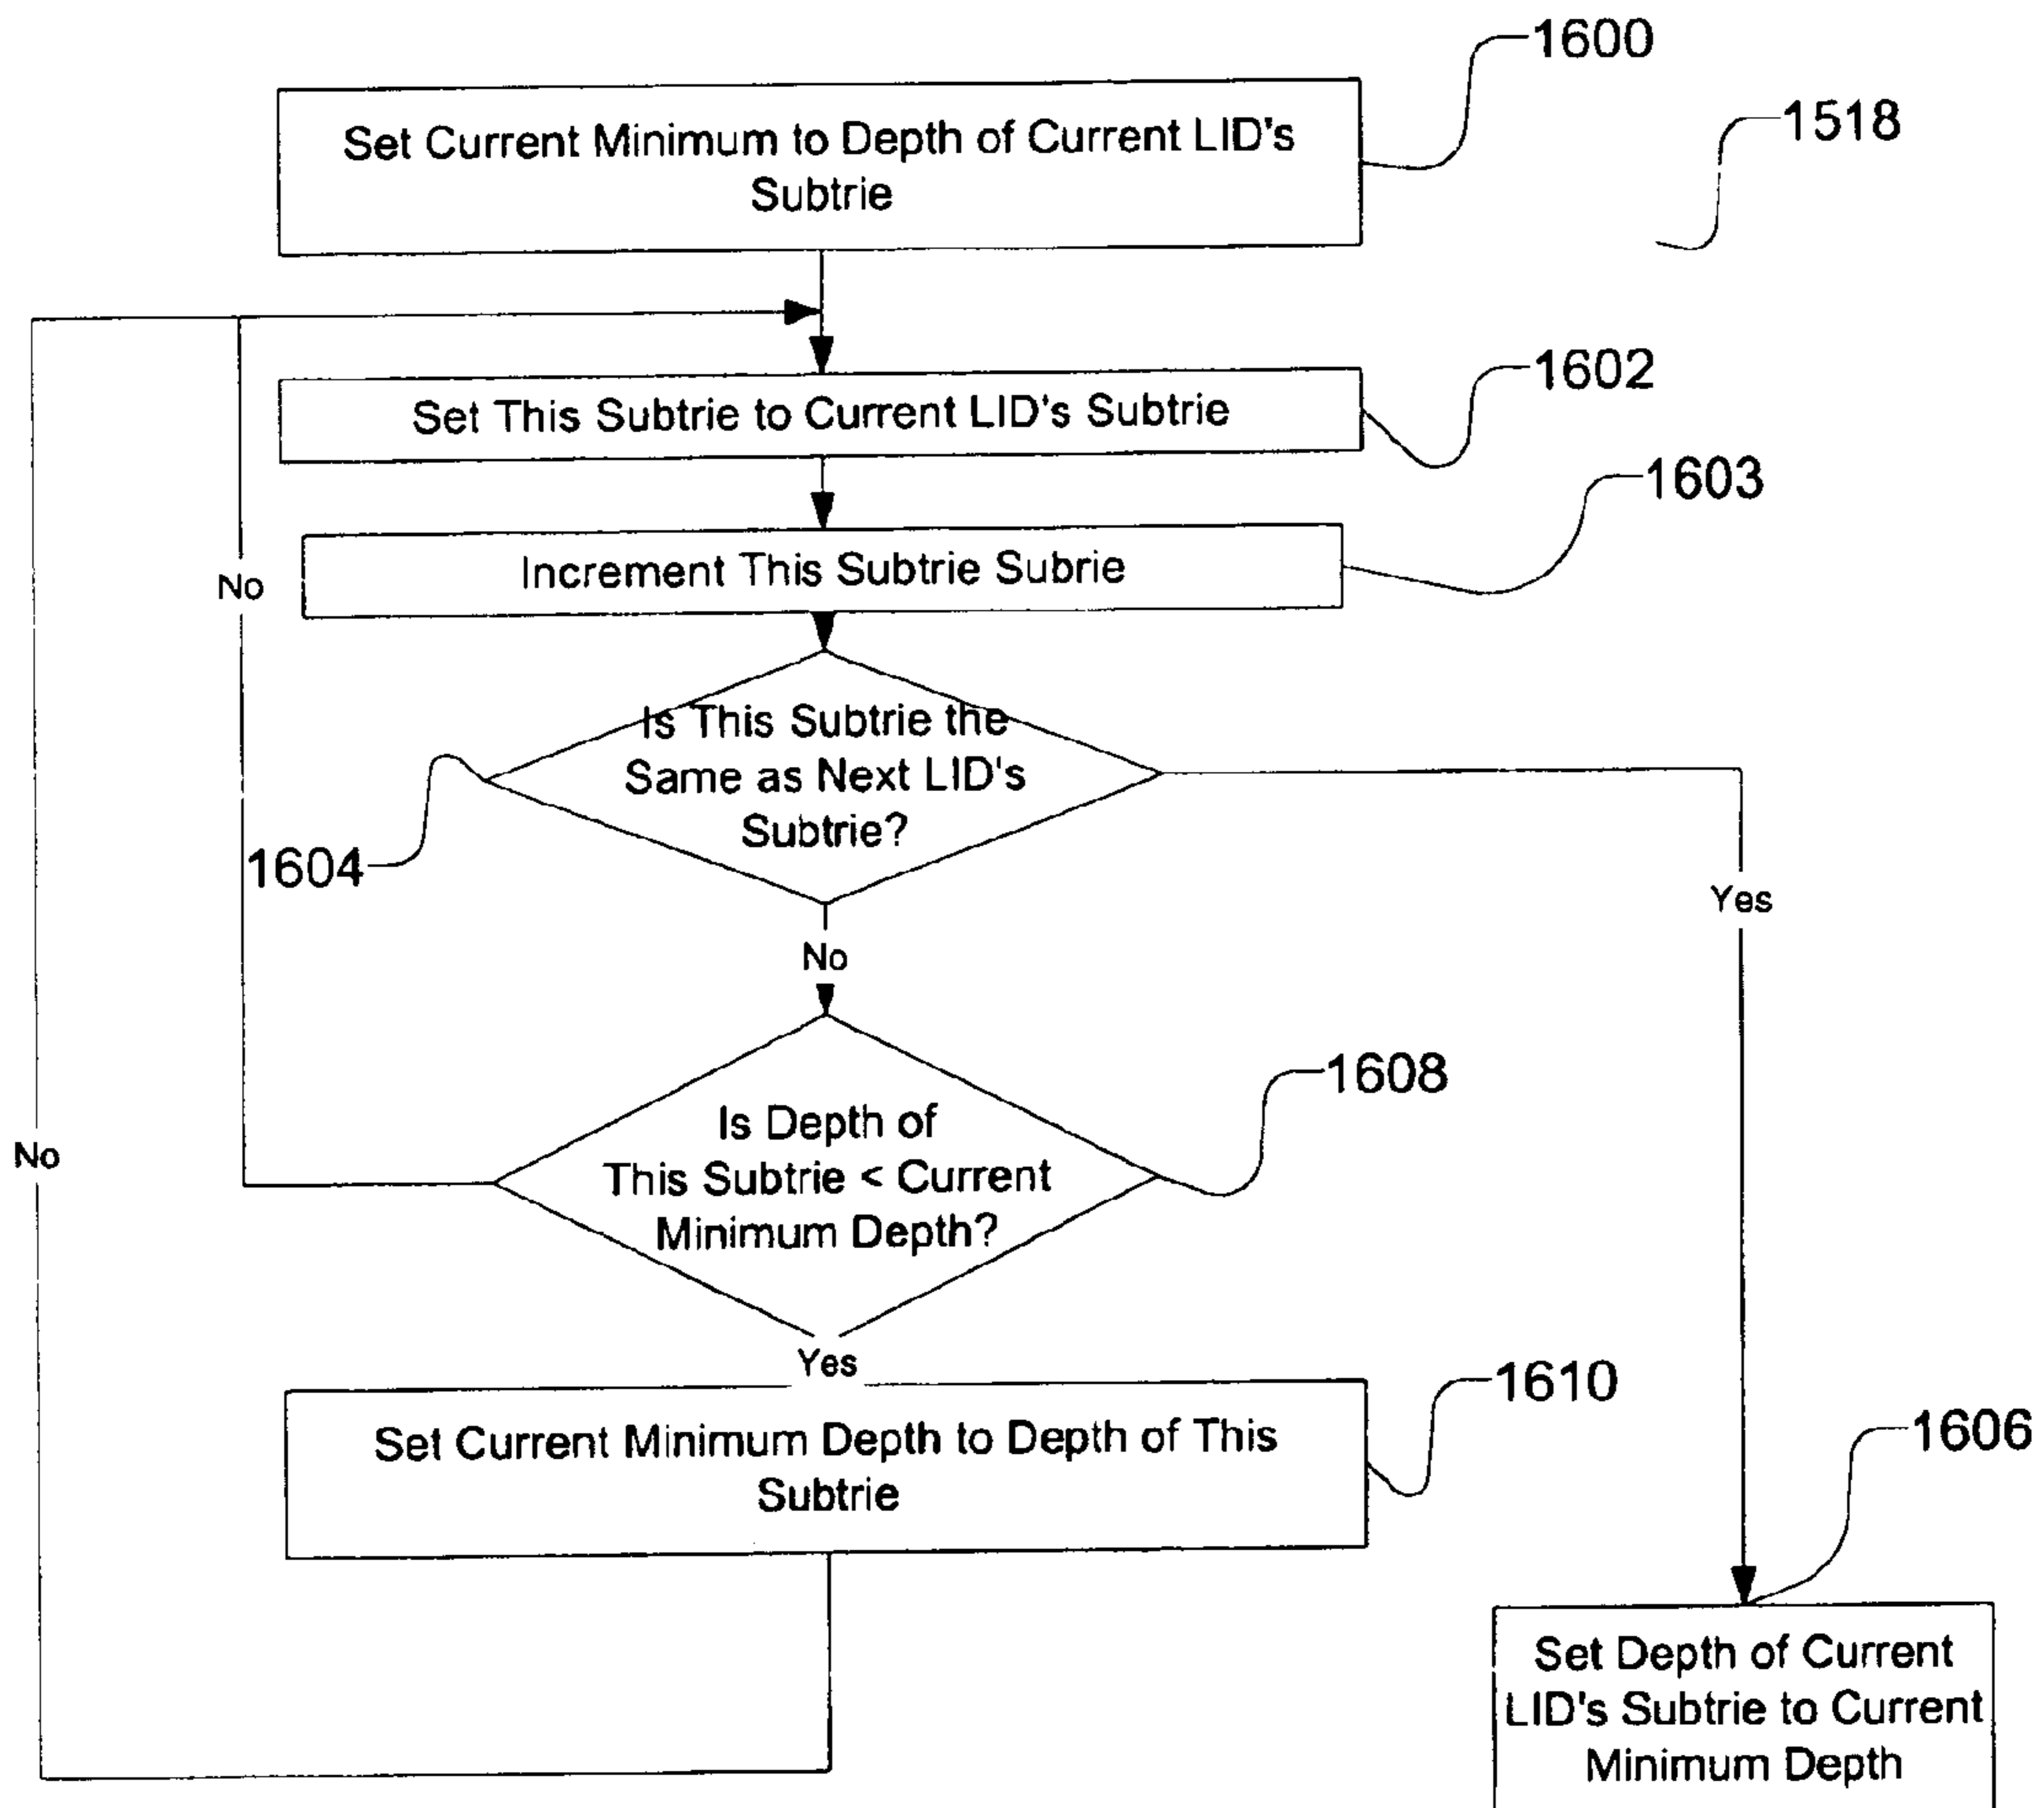 1600
1518
Set Current Minimum to Depth of Current LID's
Subtrie
1602
Set This Subtrie to Current LID's Subtrie
1603
Increment This Subtrie Subrie
No
Is This Subtrie the
Same as Next LID's
Subtrie?
1604
Yes
No
1608
Is Depth of
This Subtrie < Current
Minimum Depth?
No
Yes
1610
Set Current Minimum Depth to Depth of This
Subtrie
1606
Set Depth of Current
LID's Subtrie to Current
Minimum Depth